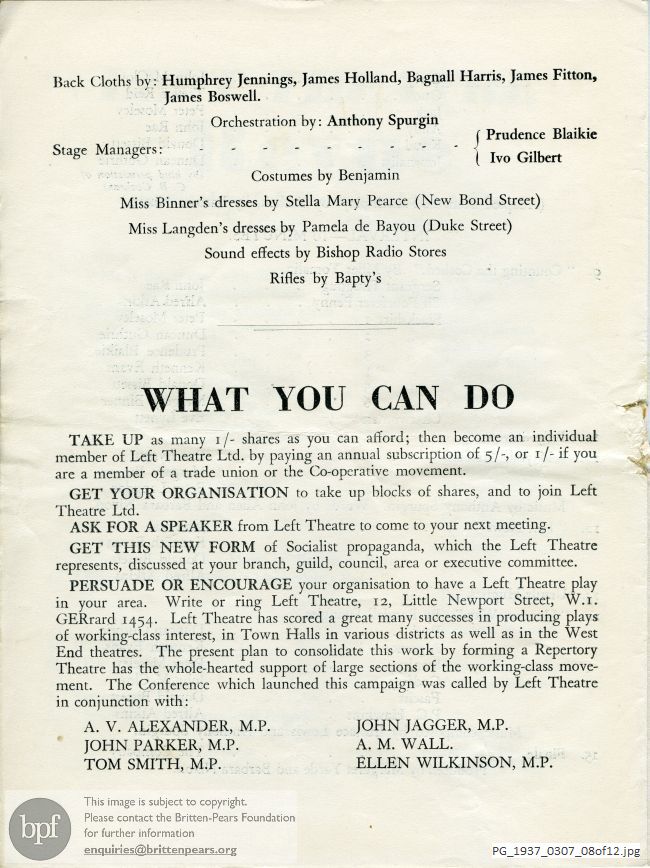 Back Cloths by: Humphrey Jennings, James Holland, Bagnall Harris, James Fitton,
James Boswell.
Orchestration by: Anthony Spurgin
Stage Managers: - - - - - - - - { Prudence Blaikie
Ivo Gilbert
Costumes by Benjamin
Miss Binner's dresses by Stella Mary Pearce (New Bond Street)
Miss Langden's dresses by Pamela de Bayou (Duke Street)
Sound effects by Bishop Radio Stores
Rifles by Bapty's
WHAT YOU CAN DO
TAKE UP as many 1/- shares as you can afford; then become an individual
member of Left Theatre Ltd. by paying an annual subscription of 5/-, or 1/- if you
are a member of a trade union or the Co-operative movement.
GET YOUR ORGANISATION to take up blocks of shares, and to join Left
Theatre Ltd.
ASK FOR A SPEAKER from Left Theatre to come to your next meeting.
GET THIS NEW FORM of Socialist propaganda, which the Left Theatre
represents, discussed at your branch, guild, council, area or executive committee.
PERSUADE OR ENCOURAGE your organisation to have a Left Theatre play
in your area. Write or ring Left Theatre, 12, Little Newport Street, W.1.
GERrard 1454. Left Theatre has scored a great many successes in producing plays
of working-class interest, in Town Halls in various districts as well as in the West
End theatres. The present plan to consolidate this work by forming a Repertory
Theatre has the whole-hearted support of large sections of the working-class move-
ment. The Conference which launched this campaign was called by Left Theatre
in conjunction with:
A. V. ALEXANDER, M.P. JOHN JAGGER, M.P.
JOHN PARKER, M.P. A. M. WALL.
TOM SMITH, M.P. ELLEN WILKINSON, M.P.
bpf
This image is subject to copyright.
Please contact the Britten-Pears Foundation
for further information
enquiries@brittenpears.org
PG_1937_0307_08of12.jpg